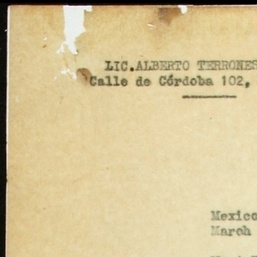 LIC.ALBERTO TERRONES
Calle de Córdoba 102,
Mexico
March